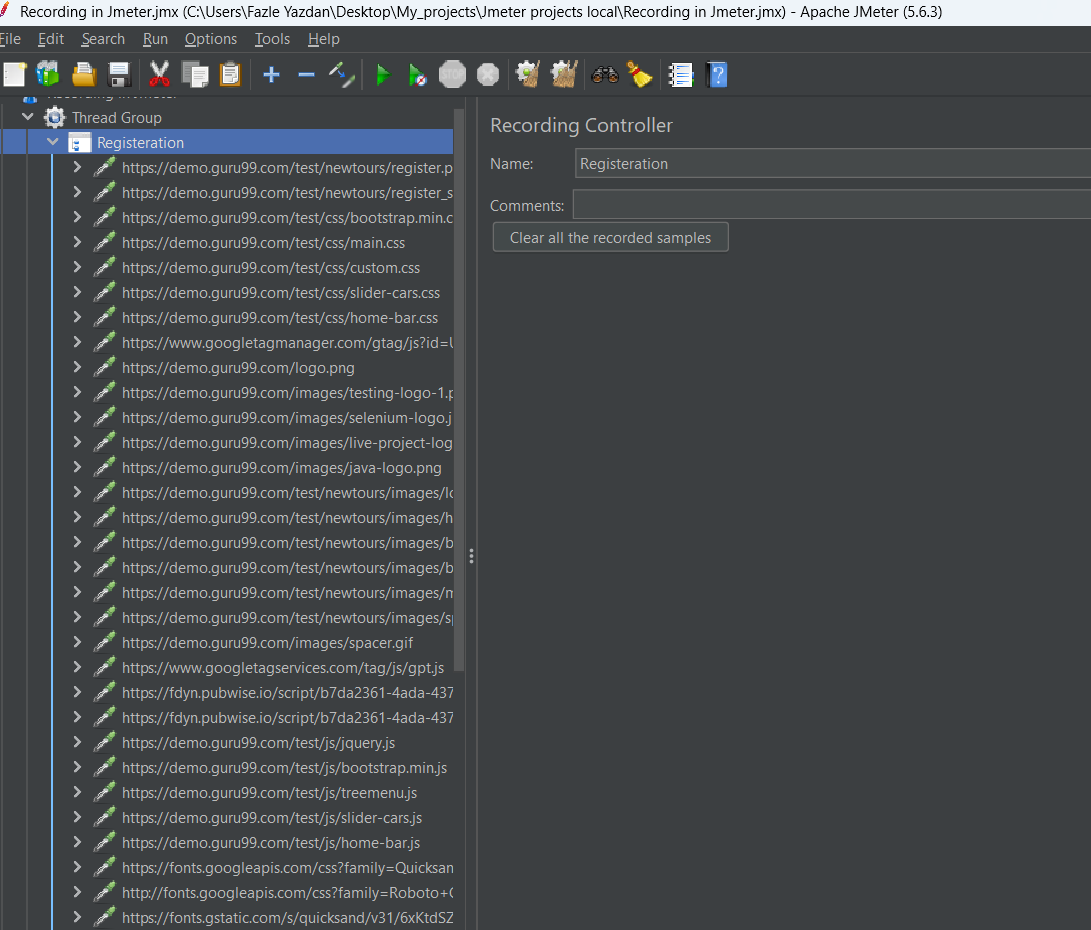 Recording in Jmeter.jmx (C:\Users\Fazle Yazdan\Desktop\My_projects\Jmeter projects local\Recording in Jmeter.jmx) - Apache JMeter (5.6.3)
File Edit Search Run Options Tools Help
STOP
Recording in Jmeter
Thread Group
Registeration
https://demo.guru99.com/test/newtours/register.p
https://demo.guru99.com/test/newtours/register_s
https://demo.guru99.com/test/css/bootstrap.min.c
https://demo.guru99.com/test/css/main.css
https://demo.guru99.com/test/css/custom.css
https://demo.guru99.com/test/css/slider-cars.css
https://demo.guru99.com/test/css/home-bar.css
https://www.googletagmanager.com/gtag/js?id=U
https://demo.guru99.com/logo.png
https://demo.guru99.com/images/testing-logo-1.p
https://demo.guru99.com/images/selenium-logo.j
https://demo.guru99.com/images/live-project-log
https://demo.guru99.com/images/java-logo.png
https://demo.guru99.com/test/newtours/images/lo
https://demo.guru99.com/test/newtours/images/h
https://demo.guru99.com/test/newtours/images/b
https://demo.guru99.com/test/newtours/images/b
https://demo.guru99.com/test/newtours/images/m
https://demo.guru99.com/test/newtours/images/sp
https://demo.guru99.com/images/spacer.gif
https://www.googletagservices.com/tag/js/gpt.js
https://fdyn.pubwise.io/script/b7da2361-4ada-437
https://fdyn.pubwise.io/script/b7da2361-4ada-437
https://demo.guru99.com/test/js/jquery.js
https://demo.guru99.com/test/js/bootstrap.min.js
https://demo.guru99.com/test/js/treemenu.js
https://demo.guru99.com/test/js/slider-cars.js
https://demo.guru99.com/test/js/home-bar.js
https://fonts.googleapis.com/css?family=Quicksan
http://fonts.googleapis.com/css?family=Roboto+C
https://fonts.gstatic.com/s/quicksand/v31/6xKtdSZ
Recording Controller
Name: Registeration
Comments:
Clear all the recorded samples